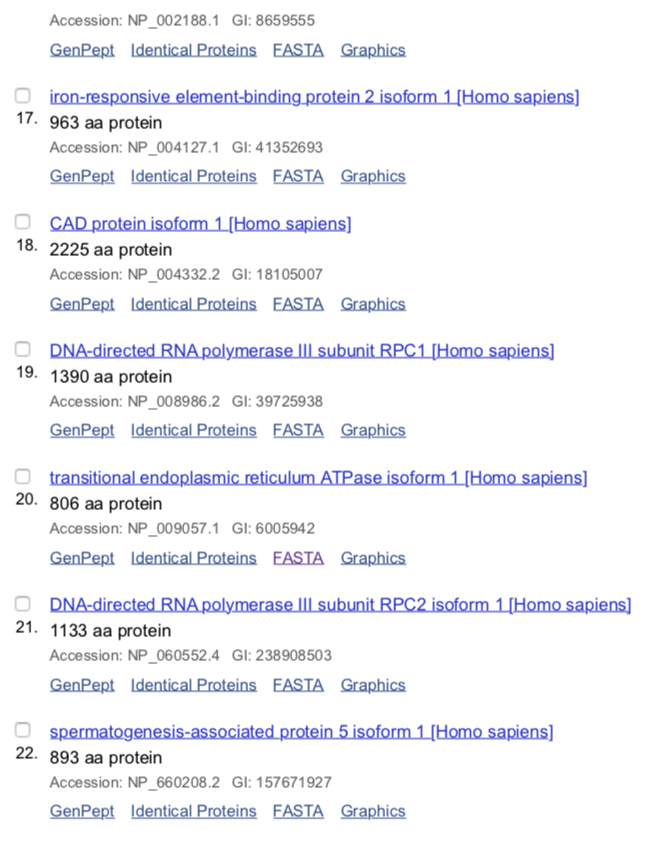 Accession: NP_002188.1 GI: 8659555
GenPept Identical Proteins FASTA Graphics
iron-responsive element-binding protein 2 isoform 1 [Homo sapiens]
17. 963 aa protein
Accession: NP_004127.1 GI: 41352693
GenPept Identical Proteins FASTA Graphics
CAD protein isoform 1 [Homo sapiens]
18. 2225 aa protein
Accession: NP_004332.2 GI: 18105007
GenPept Identical Proteins FASTA Graphics
DNA-directed RNA polymerase III subunit RPC1 [Homo sapiens]
19. 1390 aa protein
Accession: NP_008986.2 GI: 39725938
GenPept Identical Proteins FASTA Graphics
transitional endoplasmic reticulum ATPase isoform 1 [Homo sapiens]
20. 806 aa protein
Accession: NP_009057.1 GI: 6005942
GenPept Identical Proteins FASTA Graphics
DNA-directed RNA polymerase III subunit RPC2 isoform 1 [Homo sapiens]
21. 1133 aa protein
Accession: NP_060552.4 GI: 238908503
GenPept Identical Proteins FASTA Graphics
spermatogenesis-associated protein 5 isoform 1 [Homo sapiens]
22. 893 aa protein
Accession: NP_660208.2 GI: 157671927
GenPept Identical Proteins FASTA Graphics